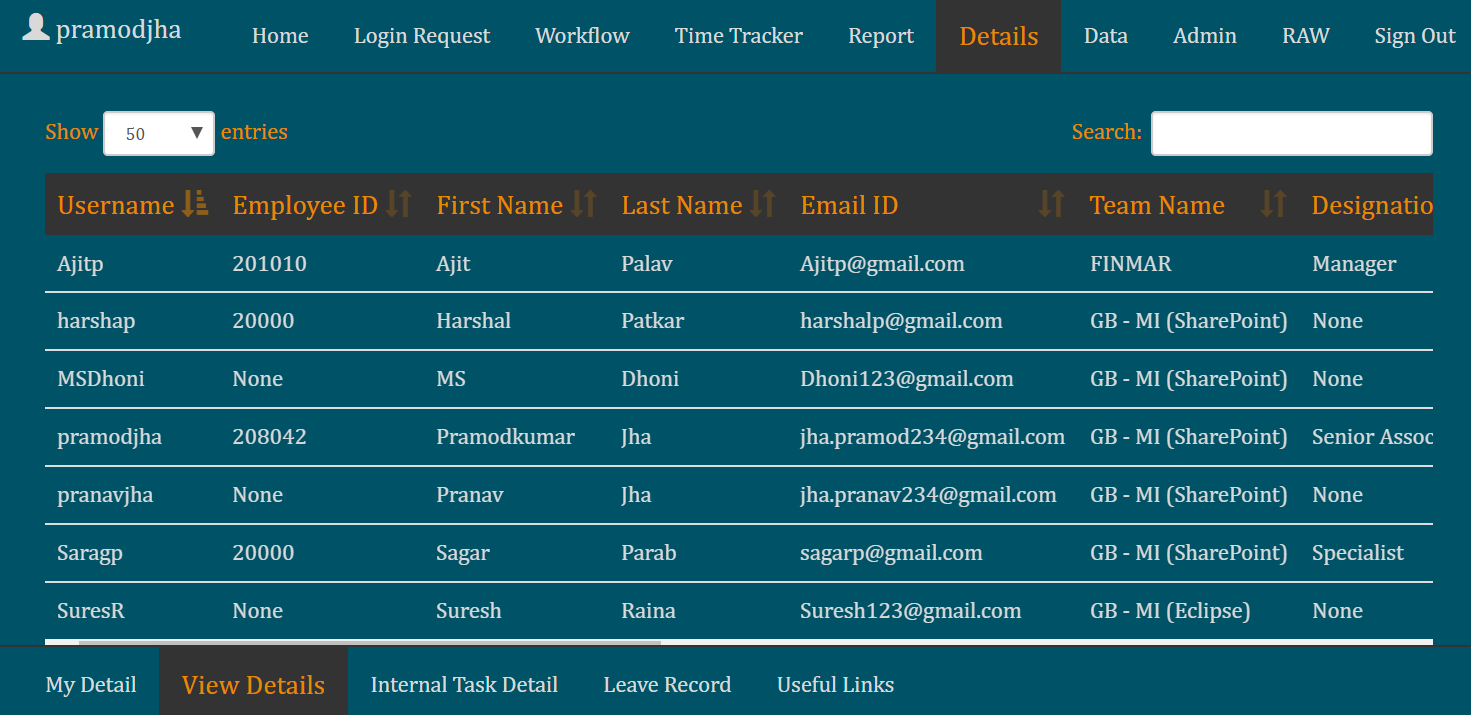 pramodjha Home Login Request Workflow Time Tracker Report Details Data Admin RAW Sign Out
Show 50 entries Search:
Username Employee ID First Name Last Name Email ID Team Name Designatio
Ajitp 201010 Ajit Palav Ajitp@gmail.com FINMAR Manager
harshap 20000 Harshal Patkar harshalp@gmail.com GB - MI (SharePoint) None
MSDhoni None MS Dhoni Dhoni123@gmail.com GB - MI (SharePoint) None
pramodjha 208042 Pramodkumar Jha jha.pramod234@gmail.com GB - MI (SharePoint) Senior Assoc
pranavjha None Pranav Jha jha.pranav234@gmail.com GB - MI (SharePoint) None
Saragp 20000 Sagar Parab sagarp@gmail.com GB - MI (SharePoint) Specialist
SuresR None Suresh Raina Suresh123@gmail.com GB - MI (Eclipse) None
My Detail View Details Internal Task Detail Leave Record Useful Links